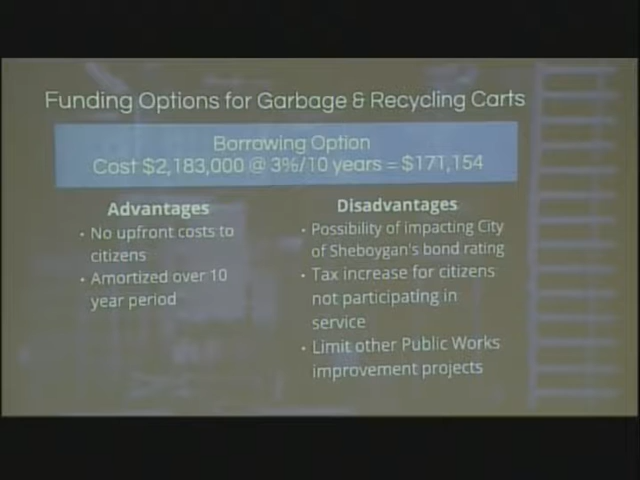 Funding Options for Garbage & Recycling Carts
Borrowing Option
Cost $2,183,000 @ 3%/10 years = $171,154
Advantages
• No upfront costs to
citizens
• Amortized over 10
year period
Disadvantages
• Possibility of impacting City
of Sheboygan's bond rating
• Tax increase for citizens
not participating in
service
• Limit other Public Works
improvement projects